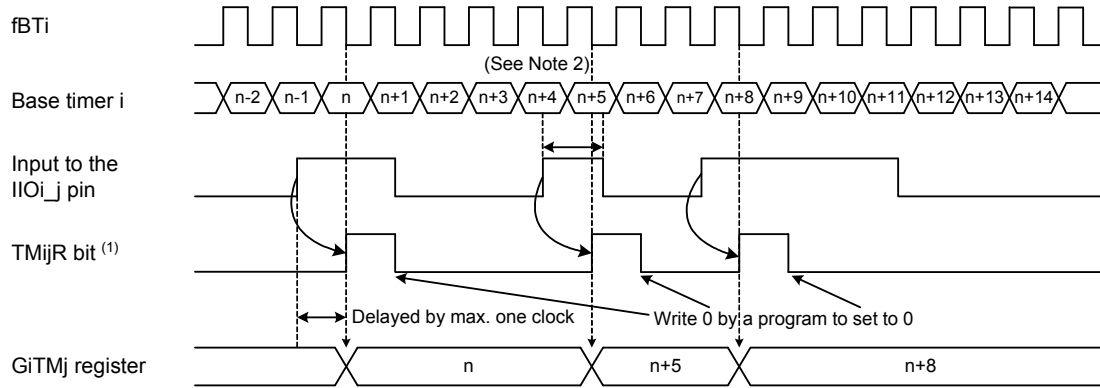 fBTi
(See Note 2)
Base timer i
n-2 n-1 n n+1 n+2 n+3 n+4 n+5 n+6 n+7 n+8 n+9 n+10 n+11 n+12 n+13 n+14
Input to the
IIOi_j pin
TMijR bit (1)
Delayed by max. one clock
Write 0 by a program to set to 0
GiTMj register
n n+5 n+8